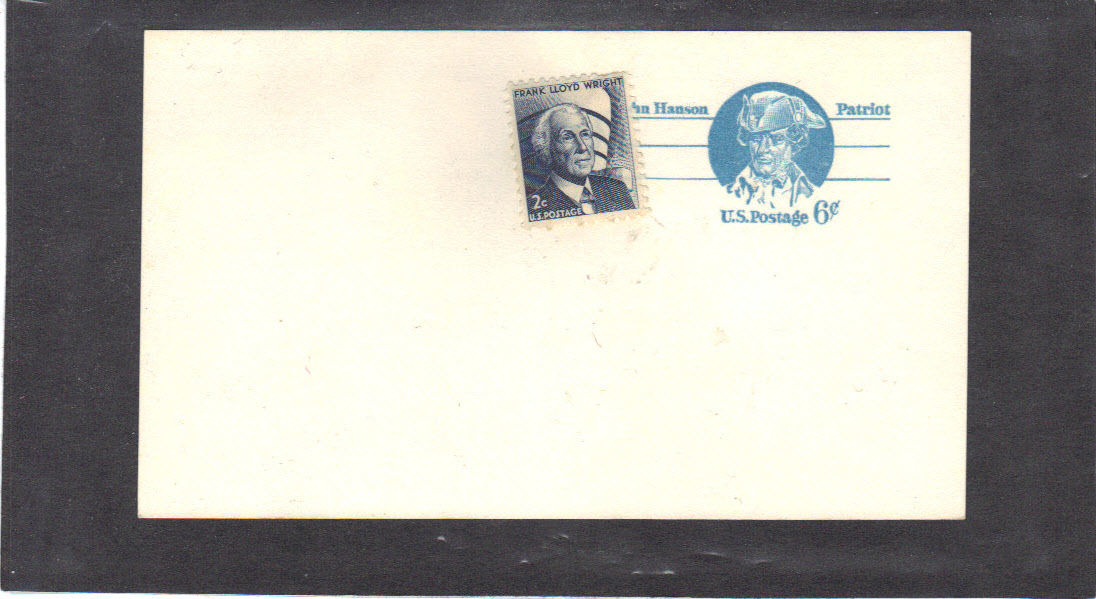 FRANK LLOYD WRIGHT
2c
U.S. POSTAGE
hn Hanson
Patriot
U.S. Postage 6¢